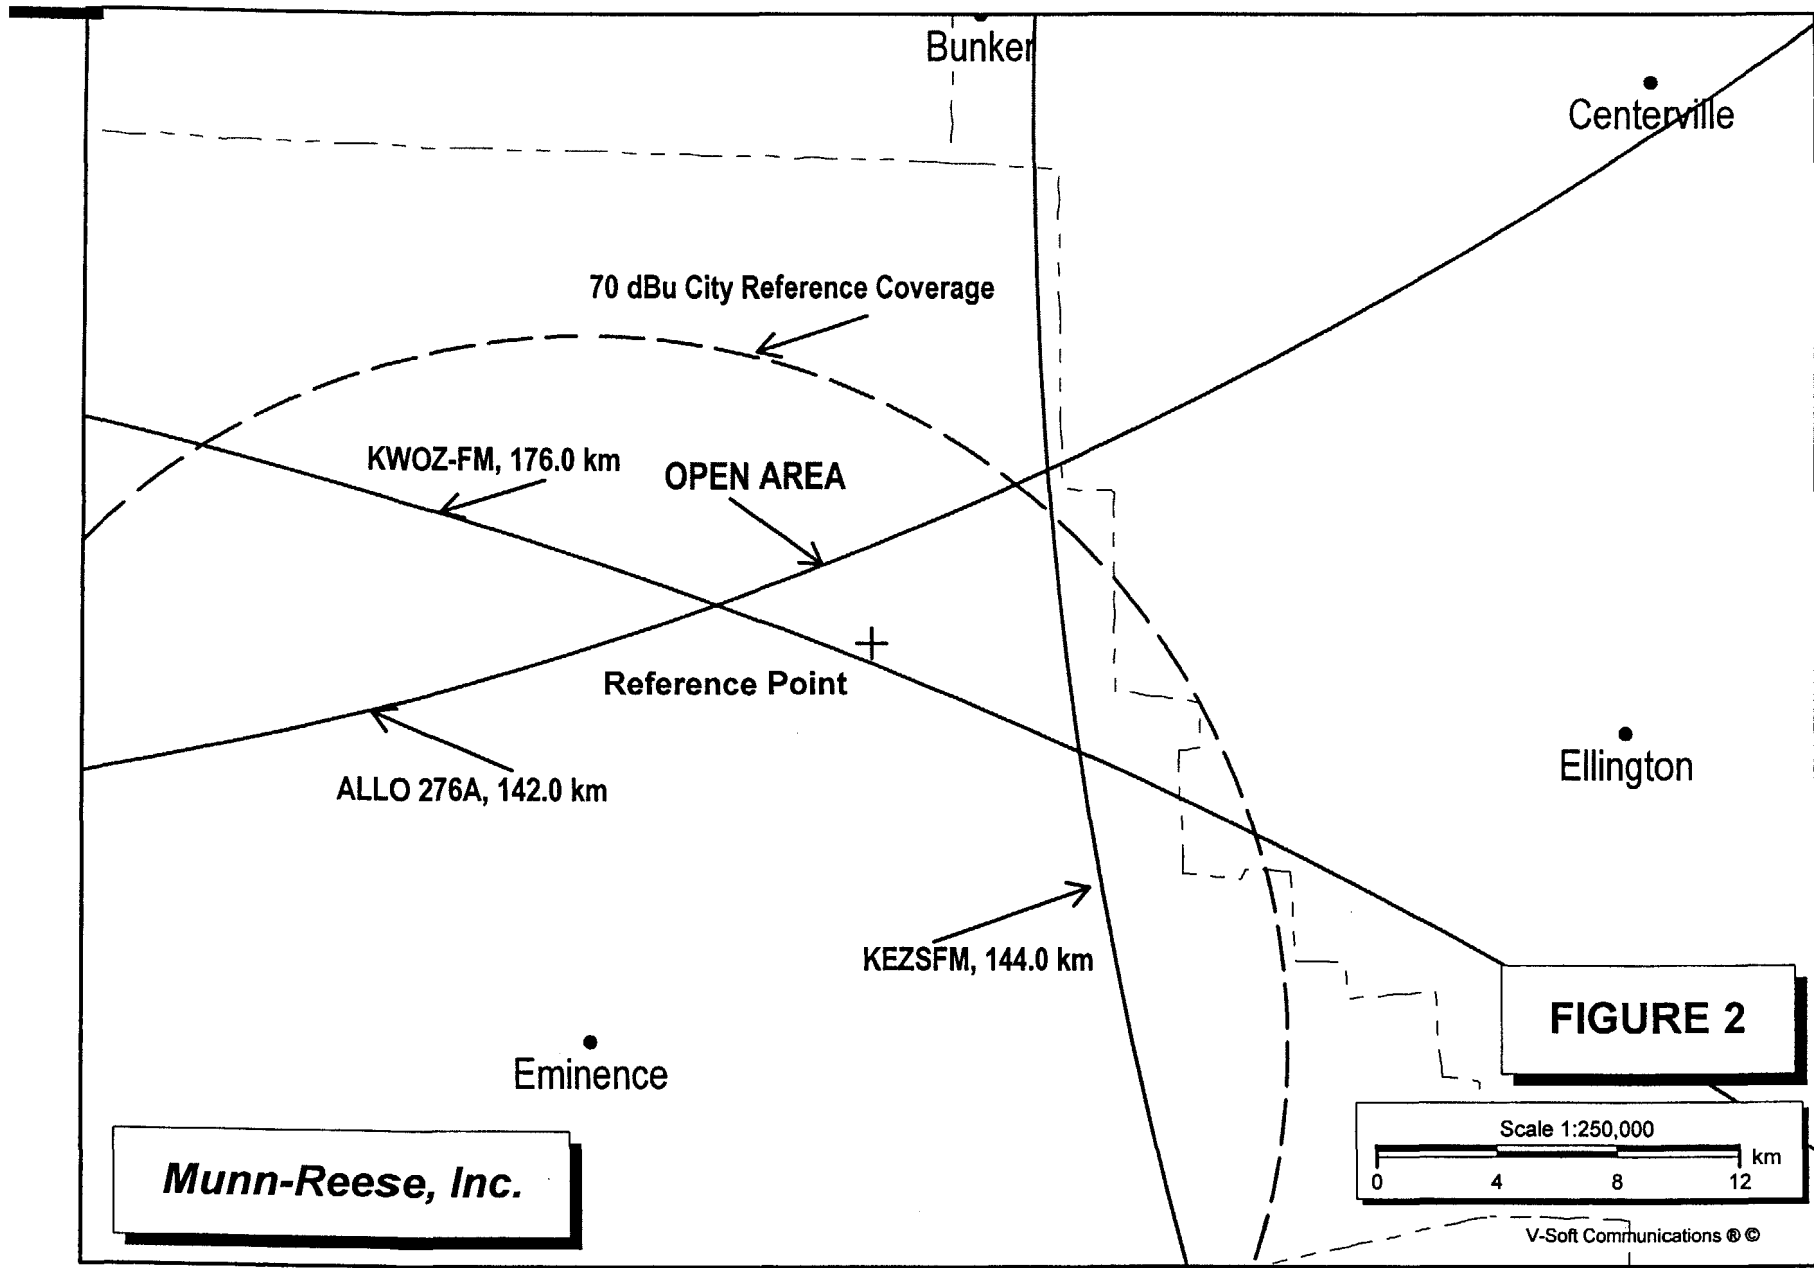 Bunker
Centerville
70 dBu City Reference Coverage
KWOZ-FM, 176.0 km
OPEN AREA
Reference Point
Ellington
ALLO 276A, 142.0 km
KEZSFM, 144.0 km
FIGURE 2
Eminence
Scale 1:250,000
km
0 4 8 12
Munn-Reese, Inc.
V-Soft Communications ® ©